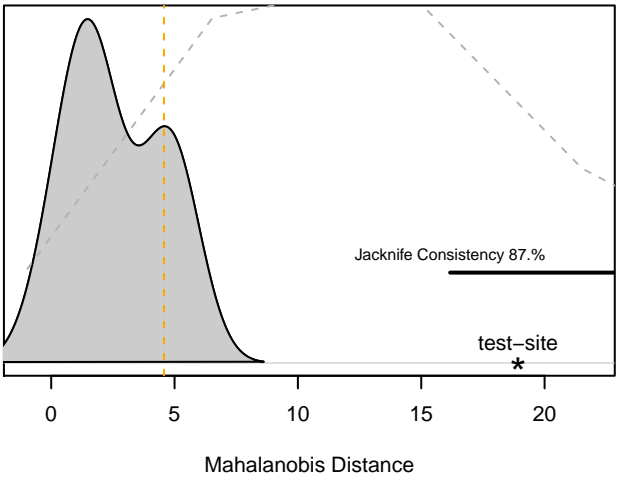 Jacknife Consistency 87.%
test−site
*
0 5 10 15 20
Mahalanobis Distance